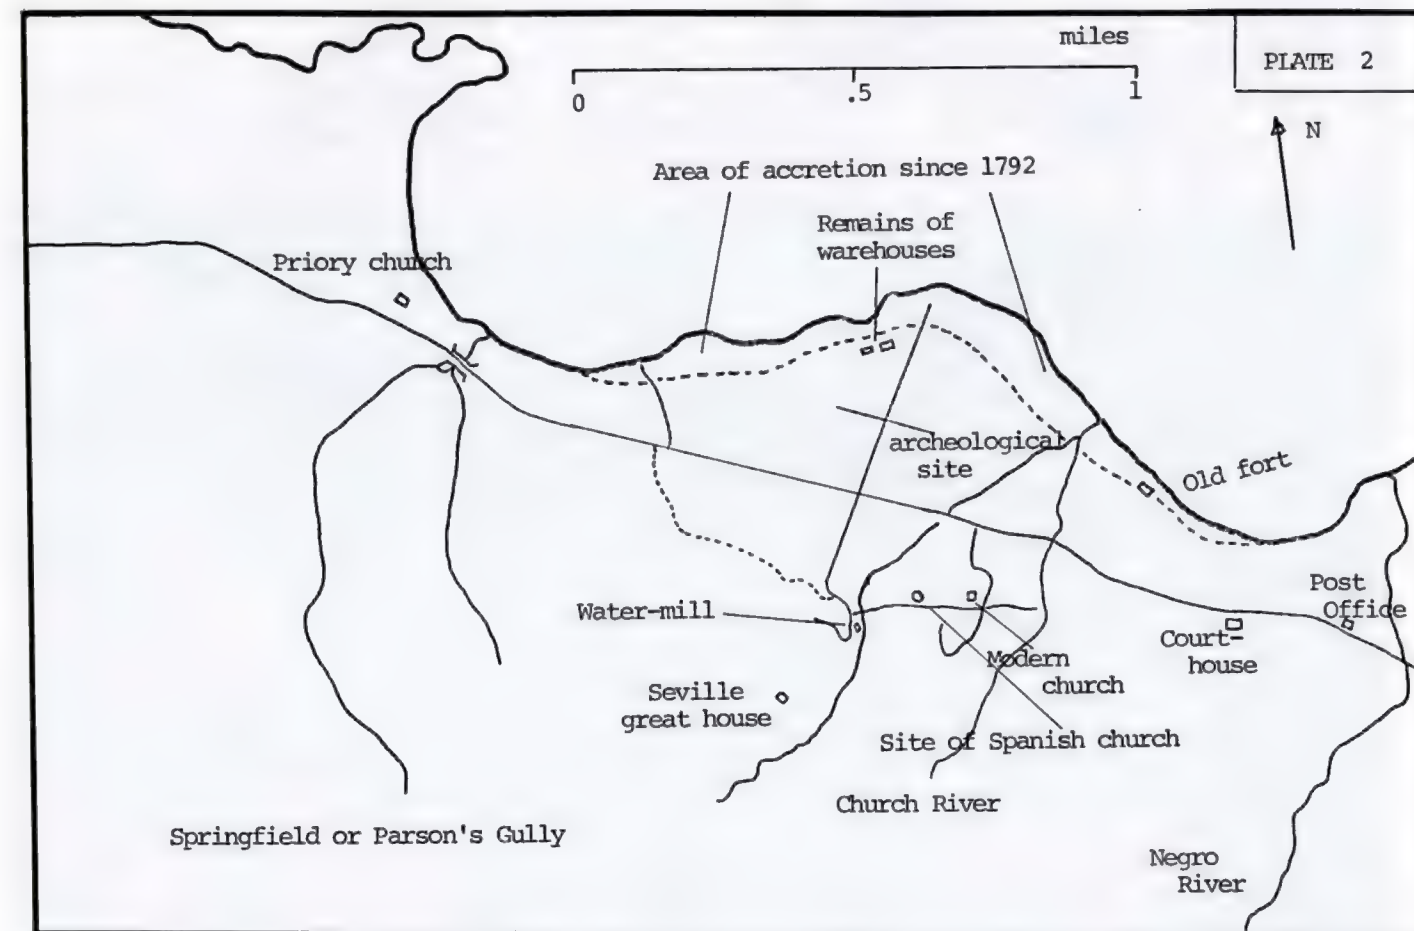 miles
PLATE 2
0
.5
1
N
Area of accretion since 1792
Remains of
warehouses
Priory church
archeological
site
Old fort
Post
Office
Water-mill
Court-
house
Modern
church
Seville
great house
Site of Spanish church
Church River
Springfield or Parson's Gully
Negro
River